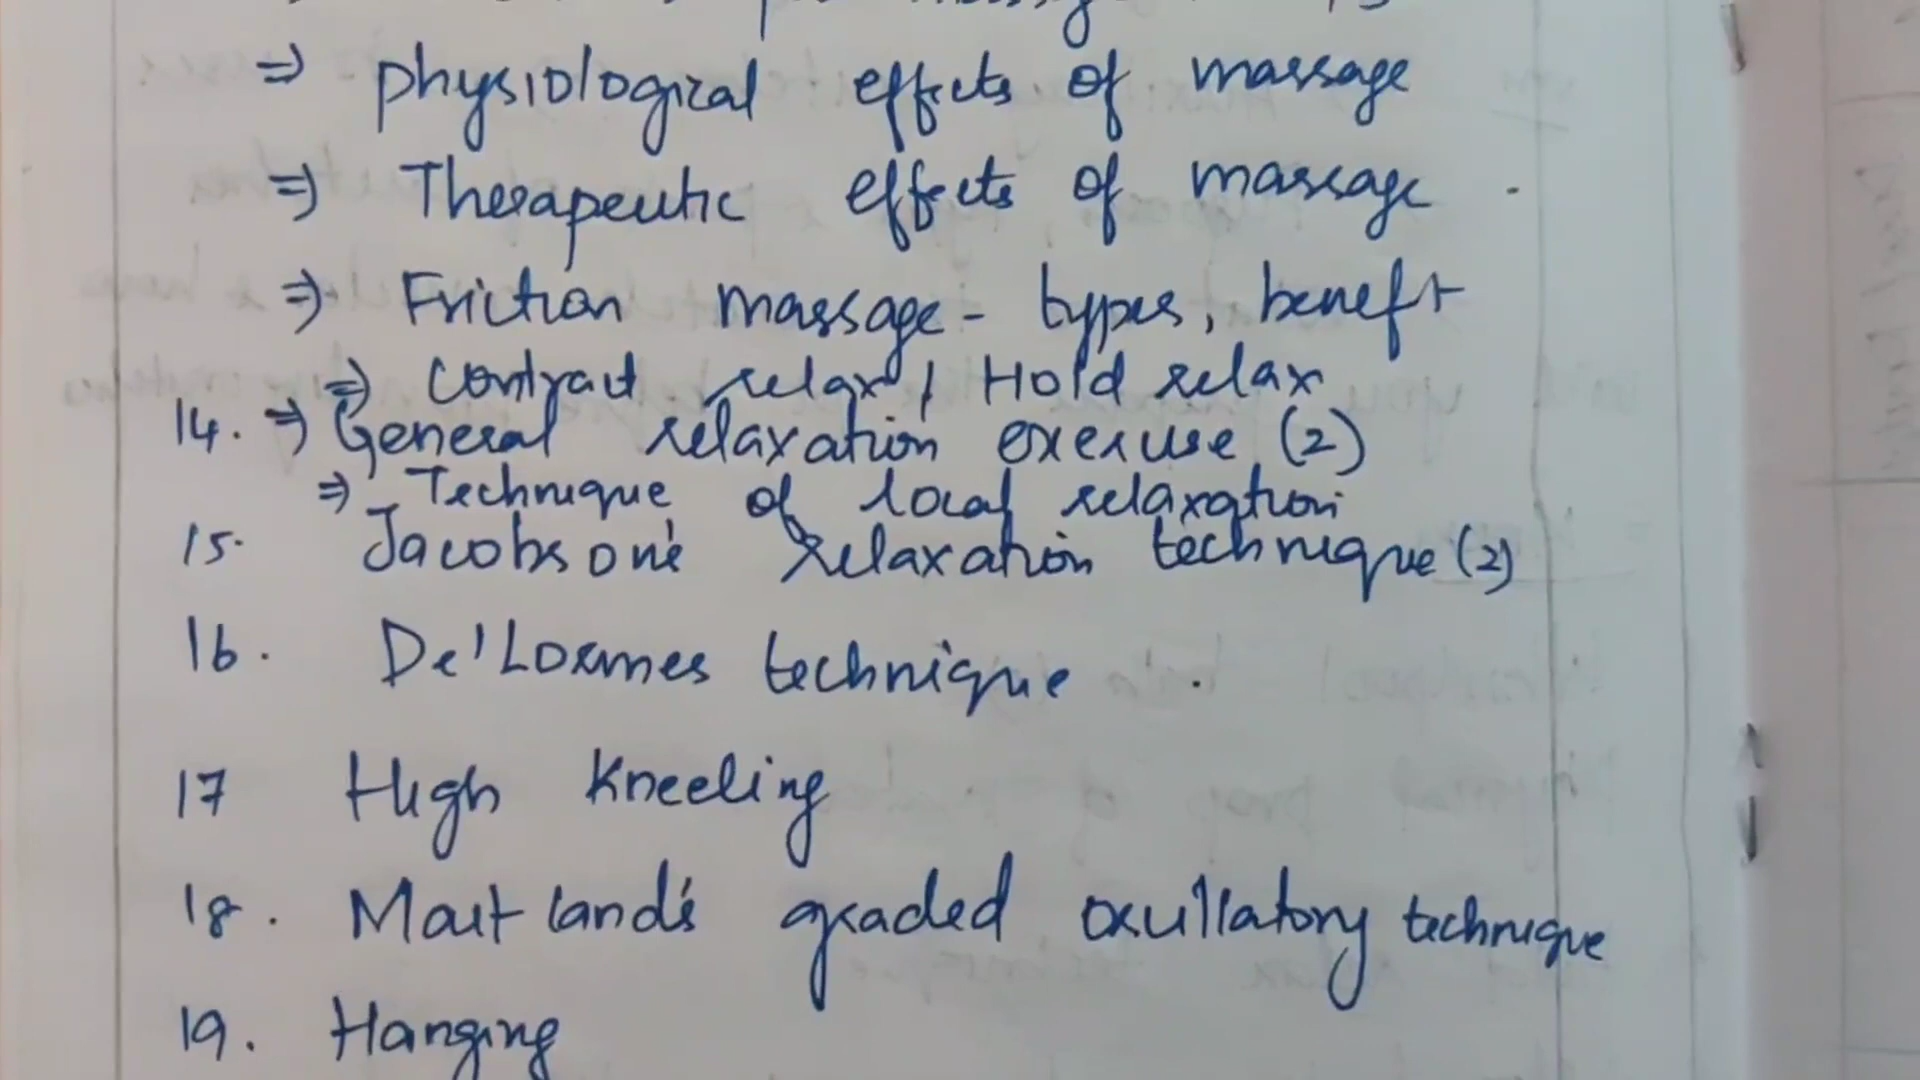 massage
⇒ physiological effects of massage
⇒ Therapeutic effects of massage .
⇒ Friction massage - types, benefit
⇒ Contract relax / Hold relax
14. ⇒ General relaxation exercise (2)
⇒ Technique of local relaxation
15. Jacobson's relaxation technique (2)
16. De'Lormes technique .
17 High kneeling
18. Maitland's graded oscillatory technique
19. Hanging